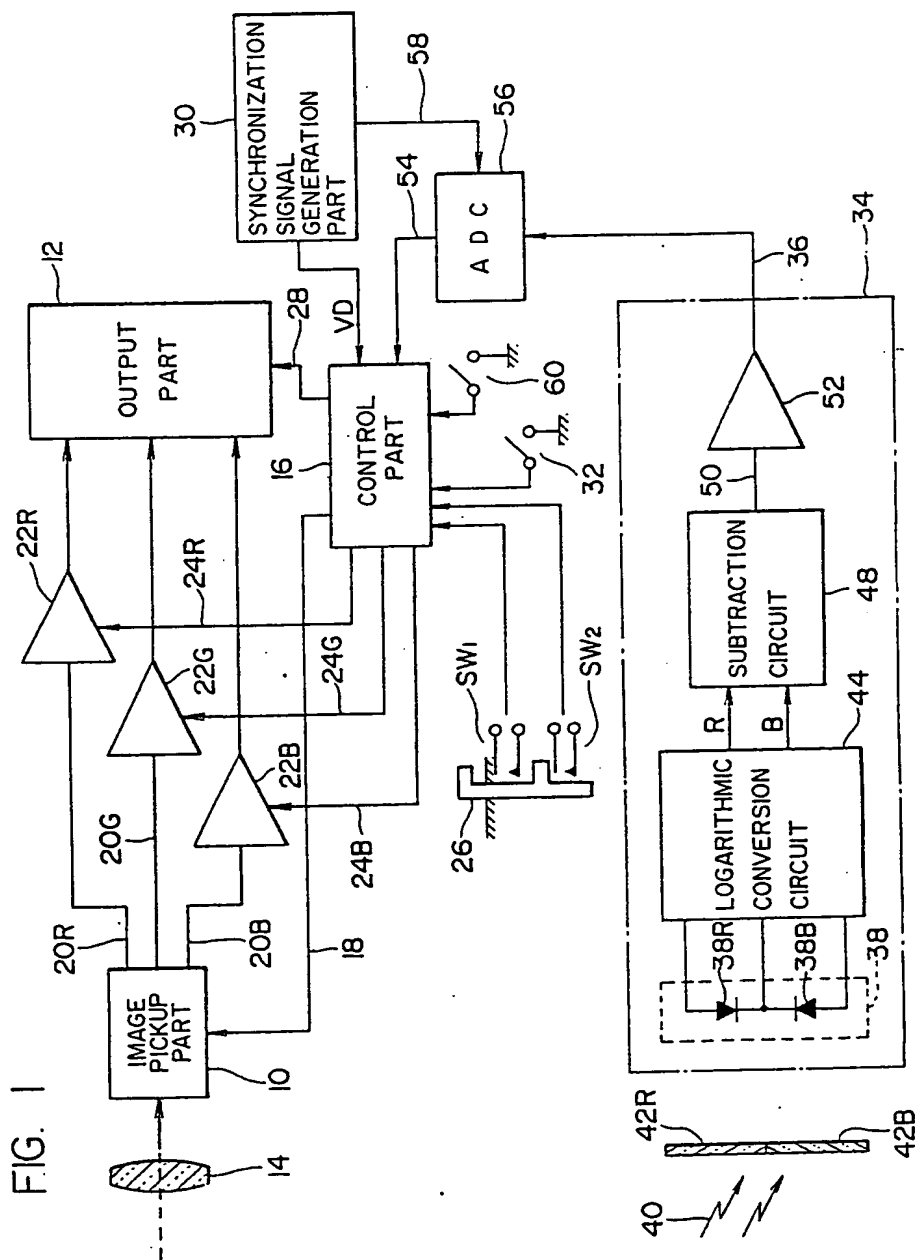 FIG. 1
14
IMAGE
PICKUP
PART
10
20R
20G
20B
18
22R
22G
22B
24R
24G
24B
OUTPUT
PART
12
28
16
CONTROL
PART
VD
30
SYNCHRONIZATION
SIGNAL
GENERATION
PART
58
54
56
ADC
60
32
SW1
SW2
26
36
34
40
42R
42B
38R
38B
38
LOGARITHMIC
CONVERSION
CIRCUIT
44
R
B
SUBTRACTION
CIRCUIT
48
50
52